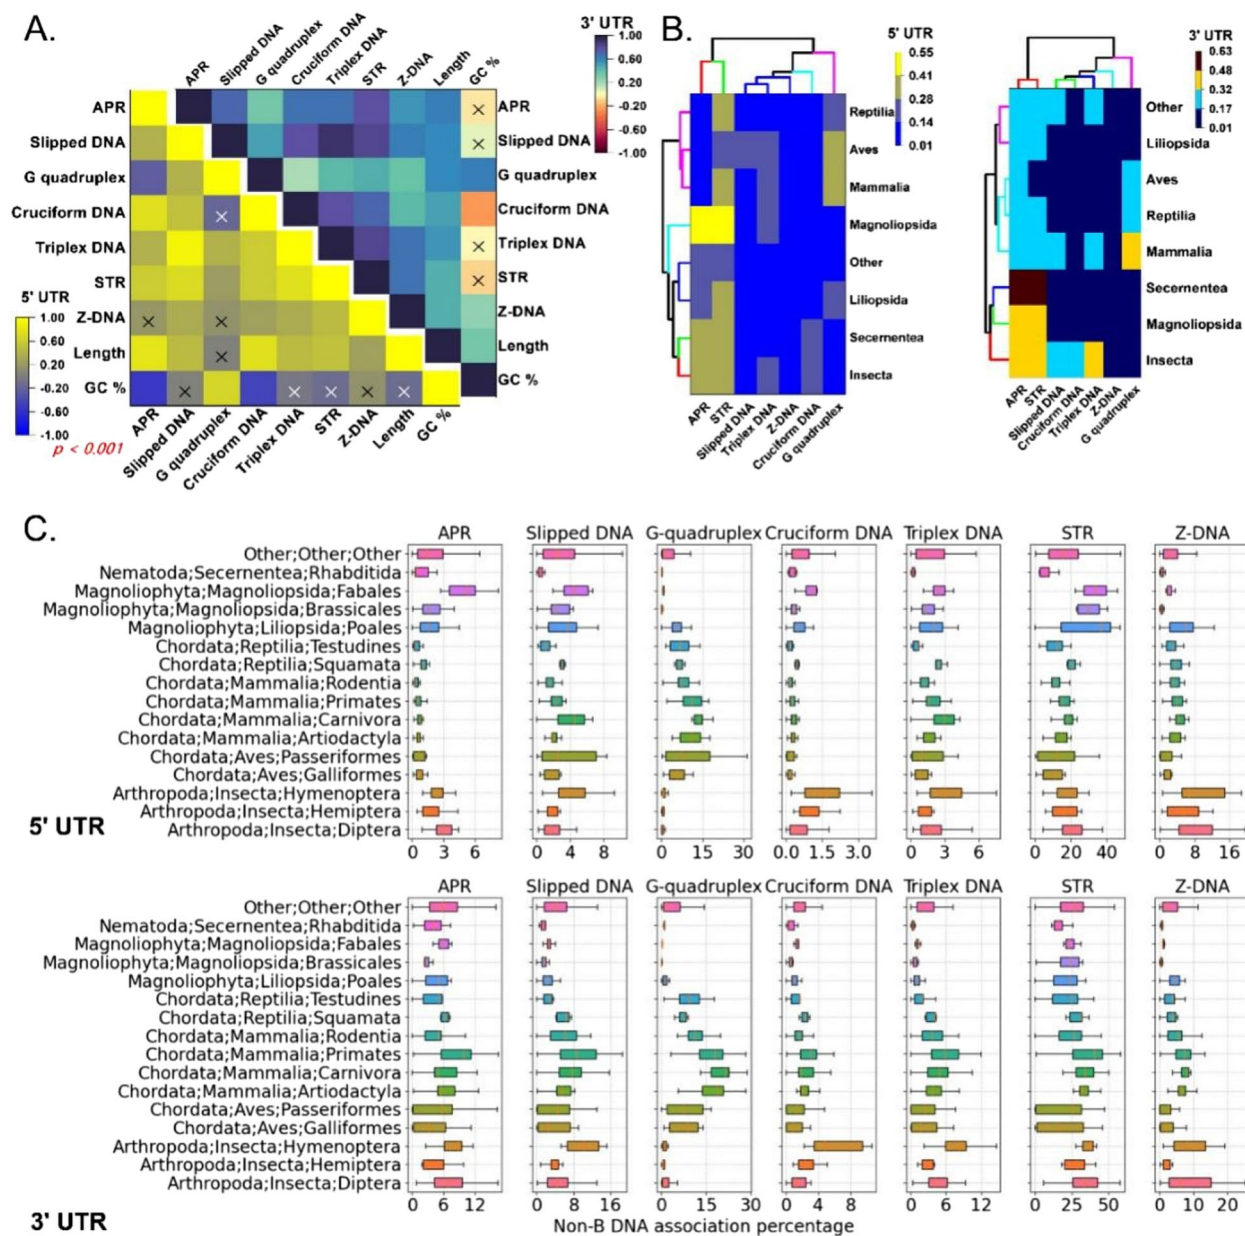 A.
APR
Slipped DNA
G quadruplex
Cruciform DNA
Triplex DNA
STR
Z-DNA
Length
GC %
3' UTR
1.00
0.60
0.20
-0.20
-0.60
-1.00
APR
Slipped DNA
G quadruplex
Cruciform DNA
Triplex DNA
STR
Z-DNA
Length
GC %
APR
Slipped DNA
G quadruplex
Cruciform DNA
Triplex DNA
STR
Z-DNA
Length
GC %
5' UTR
1.00
0.60
0.20
-0.20
-0.60
-1.00
p < 0.001
APR
Slipped DNA
G quadruplex
Cruciform DNA
Triplex DNA
STR
Z-DNA
Length
GC %
B.
5' UTR
0.55
0.41
0.28
0.14
0.01
Reptilia
Aves
Mammalia
Magnoliopsida
Other
Liliopsida
Secernentea
Insecta
APR
STR
Slipped DNA
Triplex DNA
Z-DNA
Cruciform DNA
G quadruplex
3' UTR
0.63
0.48
0.32
0.17
0.01
Other
Liliopsida
Aves
Reptilia
Mammalia
Secernentea
Magnoliopsida
Insecta
APR
STR
Slipped DNA
Cruciform DNA
Triplex DNA
Z-DNA
G quadruplex
C.
APR Slipped DNA G-quadruplex Cruciform DNA Triplex DNA STR Z-DNA
Other;Other;Other
Nematoda;Secernentea;Rhabditida
Magnoliophyta;Magnoliopsida;Fabales
Magnoliophyta;Magnoliopsida;Brassicales
Magnoliophyta;Liliopsida;Poales
Chordata;Reptilia;Testudines
Chordata;Reptilia;Squamata
Chordata;Mammalia;Rodentia
Chordata;Mammalia;Primates
Chordata;Mammalia;Carnivora
Chordata;Mammalia;Artiodactyla
Chordata;Aves;Passeriformes
Chordata;Aves;Galliformes
Arthropoda;Insecta;Hymenoptera
Arthropoda;Insecta;Hemiptera
Arthropoda;Insecta;Diptera
5' UTR
0 3 6 0 4 8 0 15 30 0.0 1.5 3.0 0 3 6 0 20 40 0 8 16
APR Slipped DNA G-quadruplex Cruciform DNA Triplex DNA STR Z-DNA
Other;Other;Other
Nematoda;Secernentea;Rhabditida
Magnoliophyta;Magnoliopsida;Fabales
Magnoliophyta;Magnoliopsida;Brassicales
Magnoliophyta;Liliopsida;Poales
Chordata;Reptilia;Testudines
Chordata;Reptilia;Squamata
Chordata;Mammalia;Rodentia
Chordata;Mammalia;Primates
Chordata;Mammalia;Carnivora
Chordata;Mammalia;Artiodactyla
Chordata;Aves;Passeriformes
Chordata;Aves;Galliformes
Arthropoda;Insecta;Hymenoptera
Arthropoda;Insecta;Hemiptera
Arthropoda;Insecta;Diptera
3' UTR
0 6 12 0 8 16 0 15 30 0 4 8 0 6 12 0 25 50 0 10 20
Non-B DNA association percentage